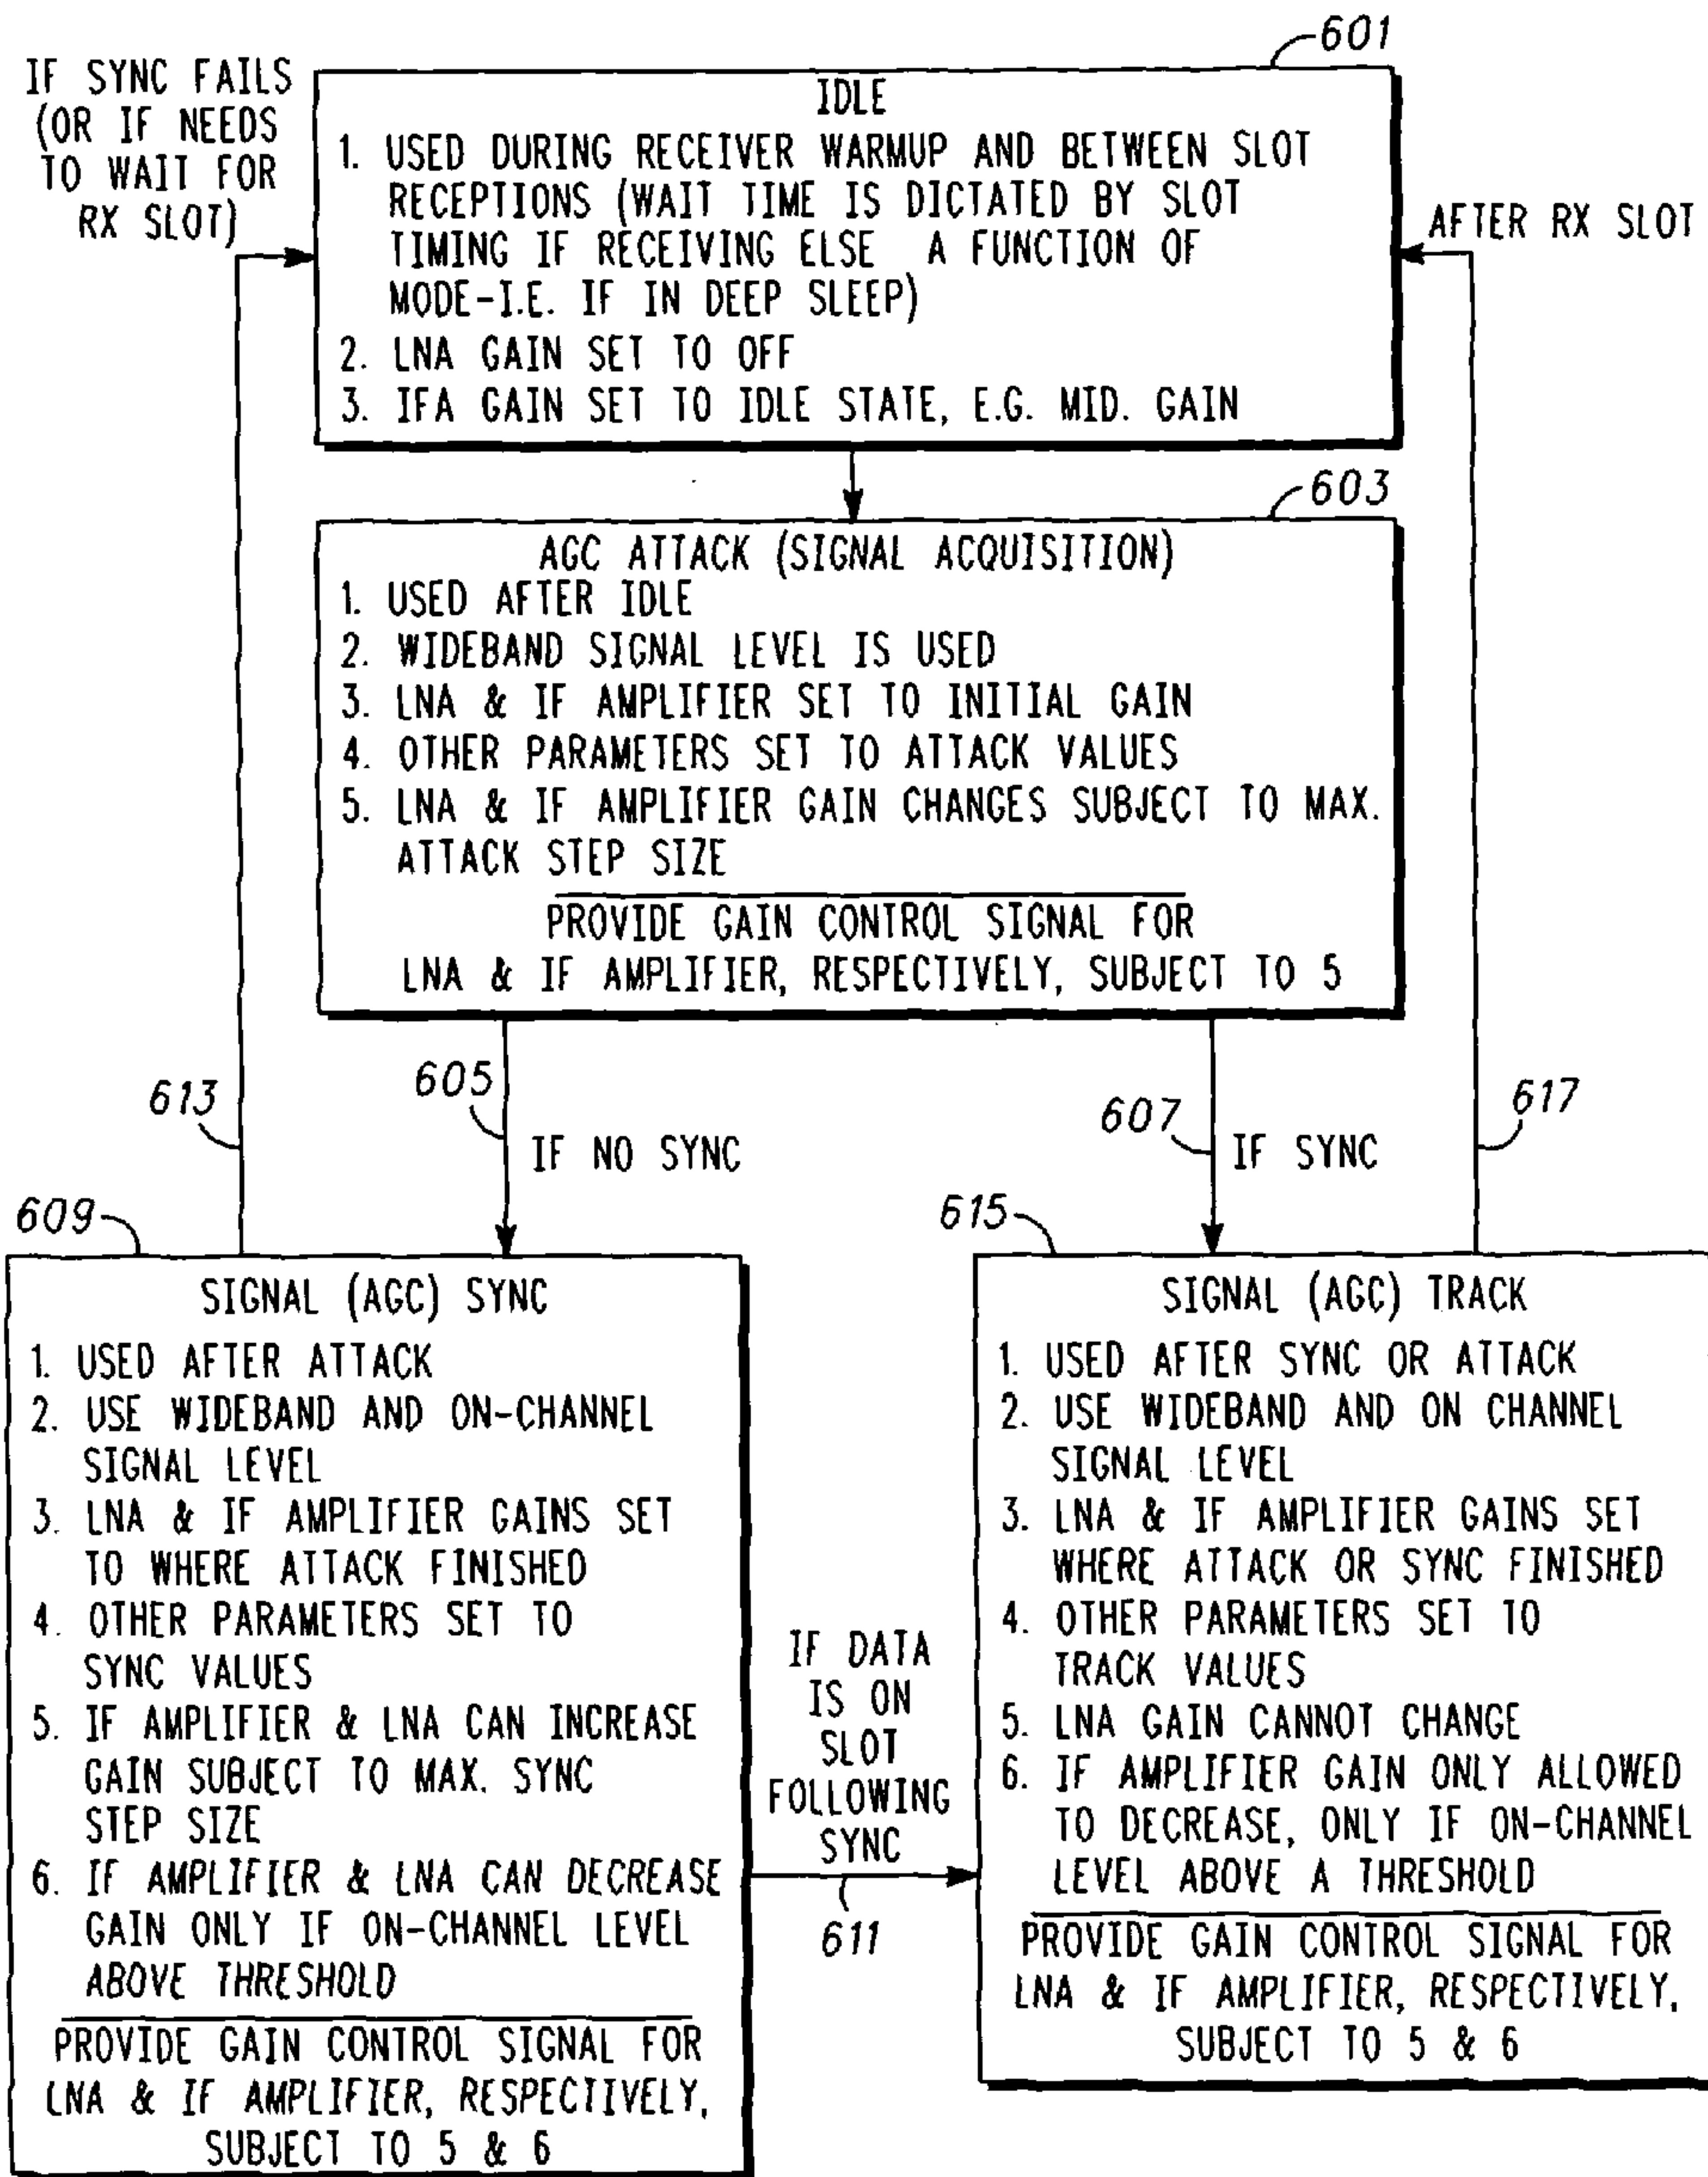 601
IF SYNC FAILS
(OR IF NEEDS
TO WAIT FOR
RX SLOT)
IDLE
1. USED DURING RECEIVER WARMUP AND BETWEEN SLOT
RECEPTIONS (WAIT TIME IS DICTATED BY SLOT
TIMING IF RECEIVING ELSE A FUNCTION OF
MODE-I.E. IF IN DEEP SLEEP)
2. LNA GAIN SET TO OFF
3. IFA GAIN SET TO IDLE STATE, E.G. MID. GAIN
AFTER RX SLOT
603
AGC ATTACK (SIGNAL ACQUISITION)
1. USED AFTER IDLE
2. WIDEBAND SIGNAL LEVEL IS USED
3. LNA & IF AMPLIFIER SET TO INITIAL GAIN
4. OTHER PARAMETERS SET TO ATTACK VALUES
5. LNA & IF AMPLIFIER GAIN CHANGES SUBJECT TO MAX.
ATTACK STEP SIZE
PROVIDE GAIN CONTROL SIGNAL FOR
LNA & IF AMPLIFIER, RESPECTIVELY, SUBJECT TO 5
613
605
IF NO SYNC
607
IF SYNC
617
609
SIGNAL (AGC) SYNC
1. USED AFTER ATTACK
2. USE WIDEBAND AND ON-CHANNEL
SIGNAL LEVEL
3. LNA & IF AMPLIFIER GAINS SET
TO WHERE ATTACK FINISHED
4. OTHER PARAMETERS SET TO
SYNC VALUES
5. IF AMPLIFIER & LNA CAN INCREASE
GAIN SUBJECT TO MAX. SYNC
STEP SIZE
6. IF AMPLIFIER & LNA CAN DECREASE
GAIN ONLY IF ON-CHANNEL LEVEL
ABOVE THRESHOLD
PROVIDE GAIN CONTROL SIGNAL FOR
LNA & IF AMPLIFIER, RESPECTIVELY,
SUBJECT TO 5 & 6
IF DATA
IS ON
SLOT
FOLLOWING
SYNC
611
615
SIGNAL (AGC) TRACK
1. USED AFTER SYNC OR ATTACK
2. USE WIDEBAND AND ON CHANNEL
SIGNAL LEVEL
3. LNA & IF AMPLIFIER GAINS SET
WHERE ATTACK OR SYNC FINISHED
4. OTHER PARAMETERS SET TO
TRACK VALUES
5. LNA GAIN CANNOT CHANGE
6. IF AMPLIFIER GAIN ONLY ALLOWED
TO DECREASE, ONLY IF ON-CHANNEL
LEVEL ABOVE A THRESHOLD
PROVIDE GAIN CONTROL SIGNAL FOR
LNA & IF AMPLIFIER, RESPECTIVELY,
SUBJECT TO 5 & 6